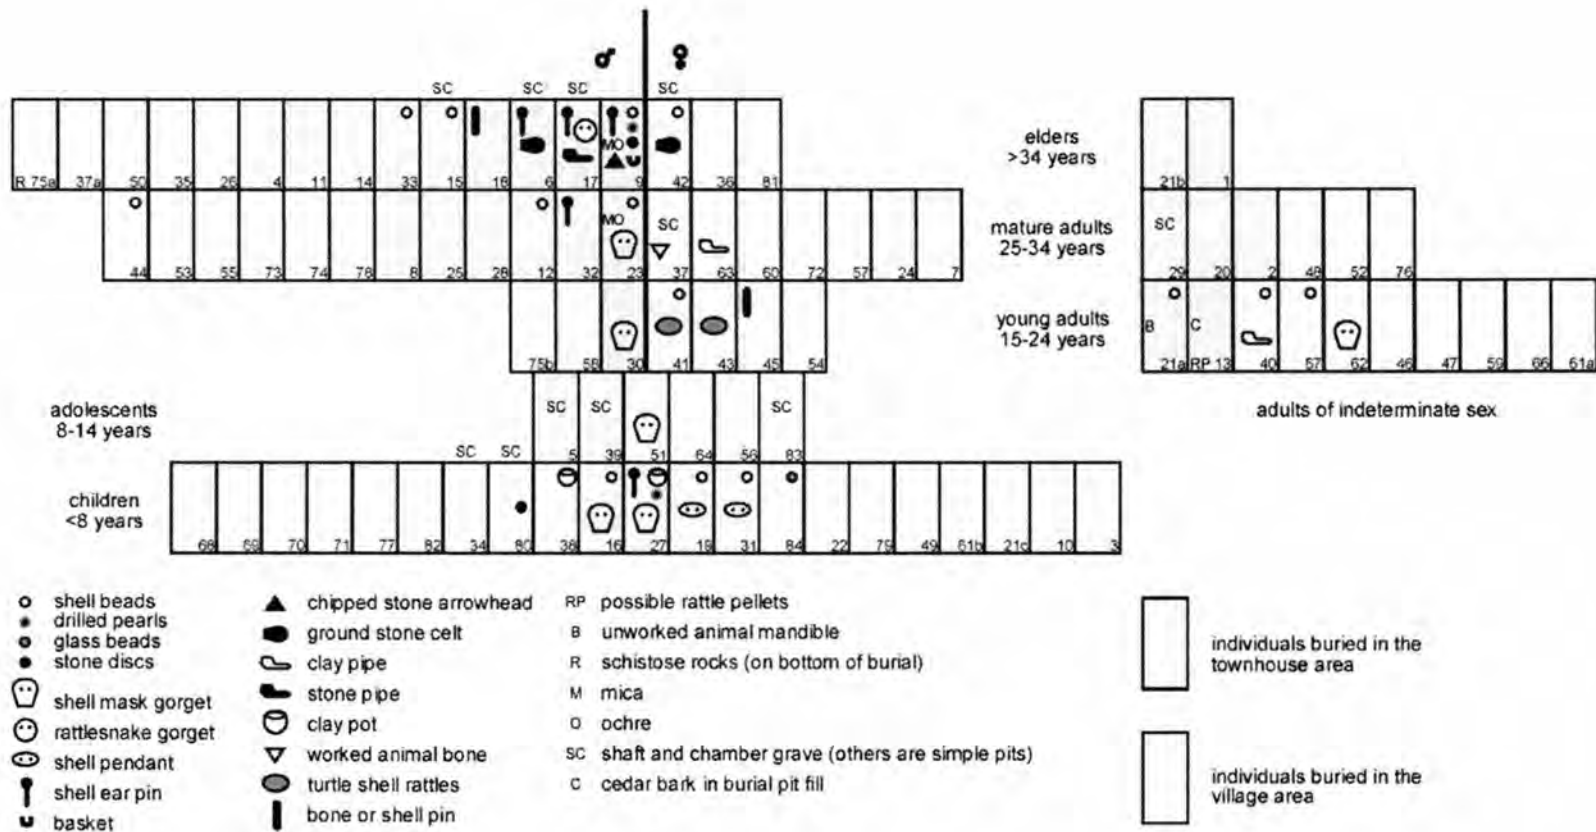 SC SC SC SC
MO
elders
>34 years
R 75a 37a 50 35 26 4 11 14 33 15 18 6 17 9 42 36 81 21b 1
MO SC SC
mature adults
25-34 years
44 53 55 73 74 78 8 25 28 12 32 23 37 63 60 72 57 24 7 29 20 2 48 52 76
young adults
15-24 years
B C
75b 58 30 41 43 45 54 21a RP 13 40 57 62 46 47 59 66 61a
adolescents
8-14 years
SC SC SC
adults of indeterminate sex
5 39 51 64 56 83
SC SC
children
<8 years
68 69 70 71 77 82 34 80 38 16 27 19 31 84 22 79 49 61b 21c 10 3
shell beads
drilled pearls
glass beads
stone discs
shell mask gorget
rattlesnake gorget
shell pendant
shell ear pin
basket
chipped stone arrowhead
ground stone celt
clay pipe
stone pipe
clay pot
worked animal bone
turtle shell rattles
bone or shell pin
RP possible rattle pellets
B unworked animal mandible
R schistose rocks (on bottom of burial)
M mica
O ochre
SC shaft and chamber grave (others are simple pits)
C cedar bark in burial pit fill
individuals buried in the
townhouse area
individuals buried in the
village area